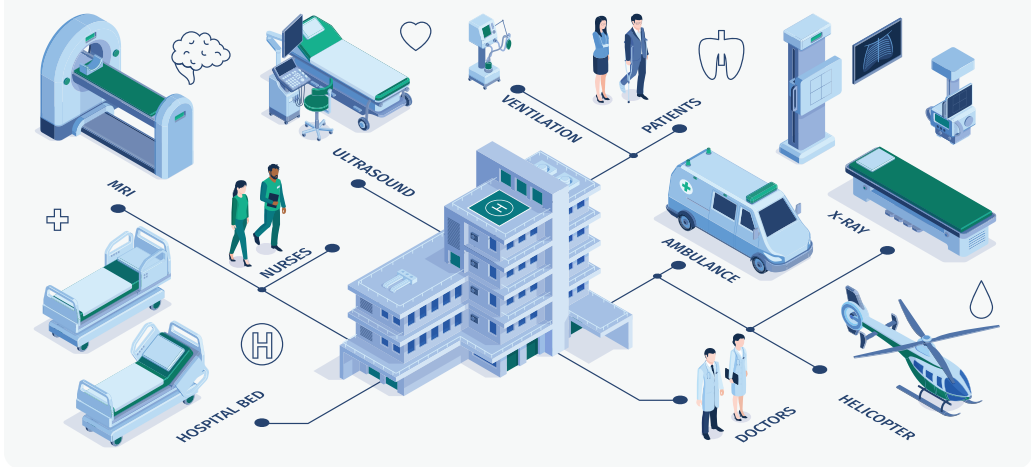 VENTILATION
PATIENTS
ULTRASOUND
MRI
NURSES
X-RAY
AMBULANCE
H
H
HOSPITAL BED
DOCTORS
HELICOPTER